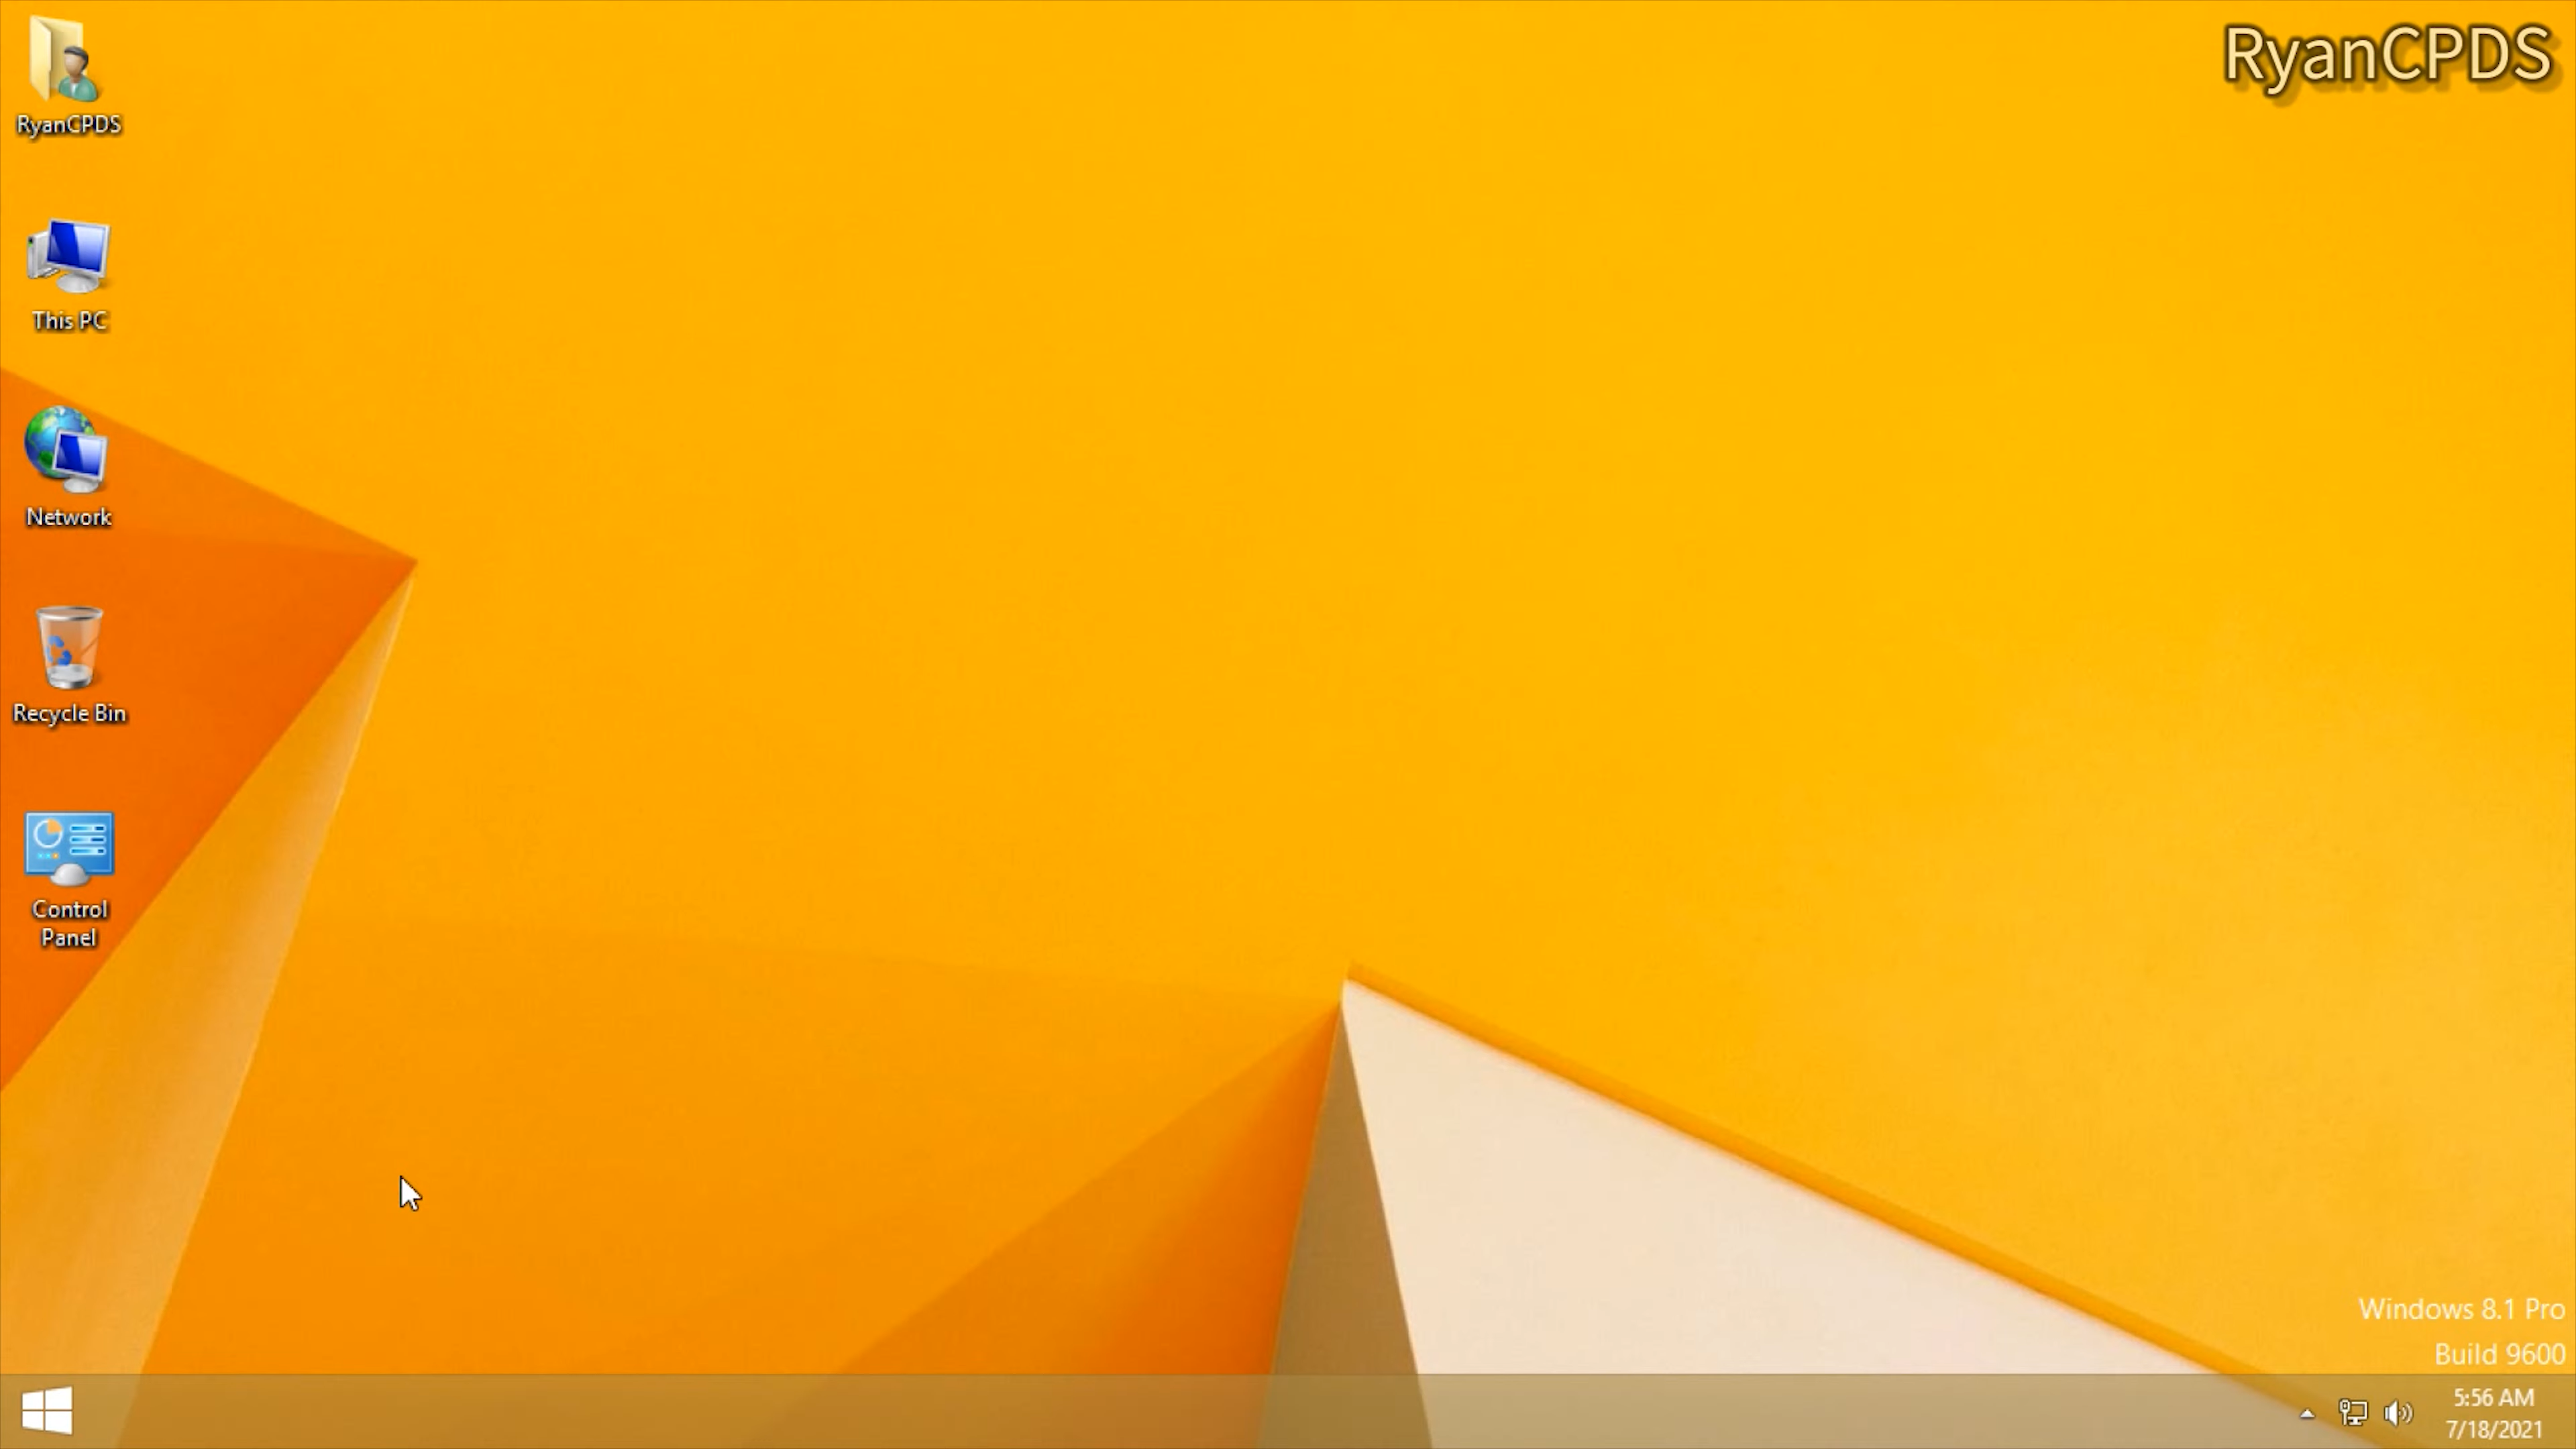 RyanCPDS
RyanCPDS
This PC
Network
Recycle Bin
Control
Panel
Windows 8.1 Pro
Build 9600
5:56 AM
7/18/2021